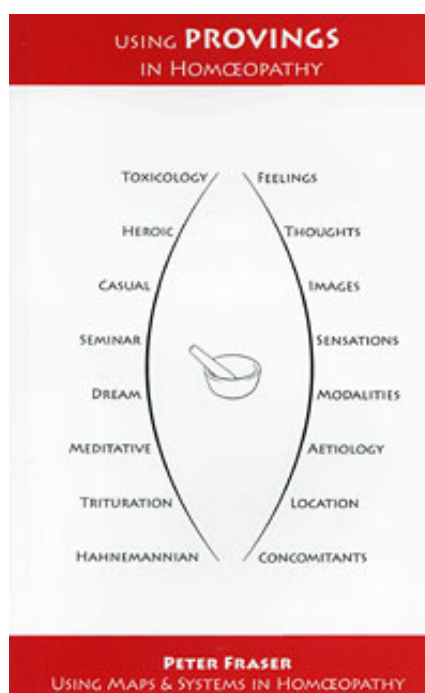 USING PROVINGS
IN HOMŒOPATHY
TOXICOLOGY FEELINGS
HEROIC THOUGHTS
CASUAL IMAGES
SEMINAR SENSATIONS
DREAM MODALITIES
MEDITATIVE AETIOLOGY
TRITURATION LOCATION
HAHNEMANNIAN CONCOMITANTS
PETER FRASER
USING MAPS & SYSTEMS IN HOMŒOPATHY